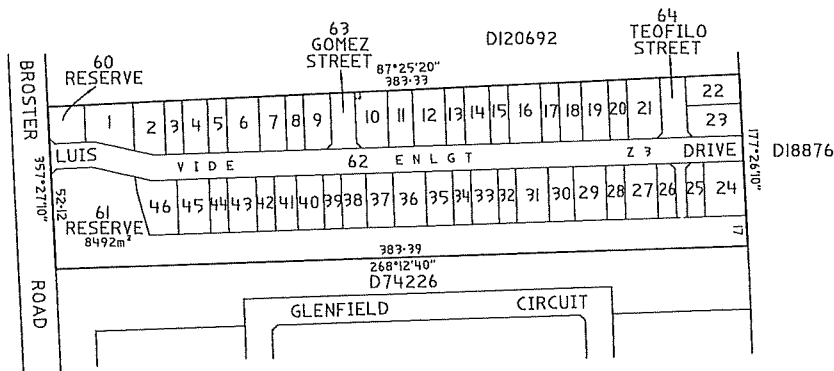 60
RESERVE
63
GOMEZ
STREET
D120692
64
TEOFILO
STREET
87°25'20"
383·33
BROSTER
ROAD
1 2 3 4 5 6 7 8 9 10 11 12 13 14 15 16 17 18 19 20 21 22
23
LUIS 62 DRIVE
VIDE ENLGT Z 3
177°26'10"
D118876
357°27'10"
52·12
61
RESERVE
8492m²
46 45 44 43 42 41 40 39 38 37 36 35 34 33 32 31 30 29 28 27 26 25 24
17
383·39
268°12'40"
D74226
GLENFIELD CIRCUIT